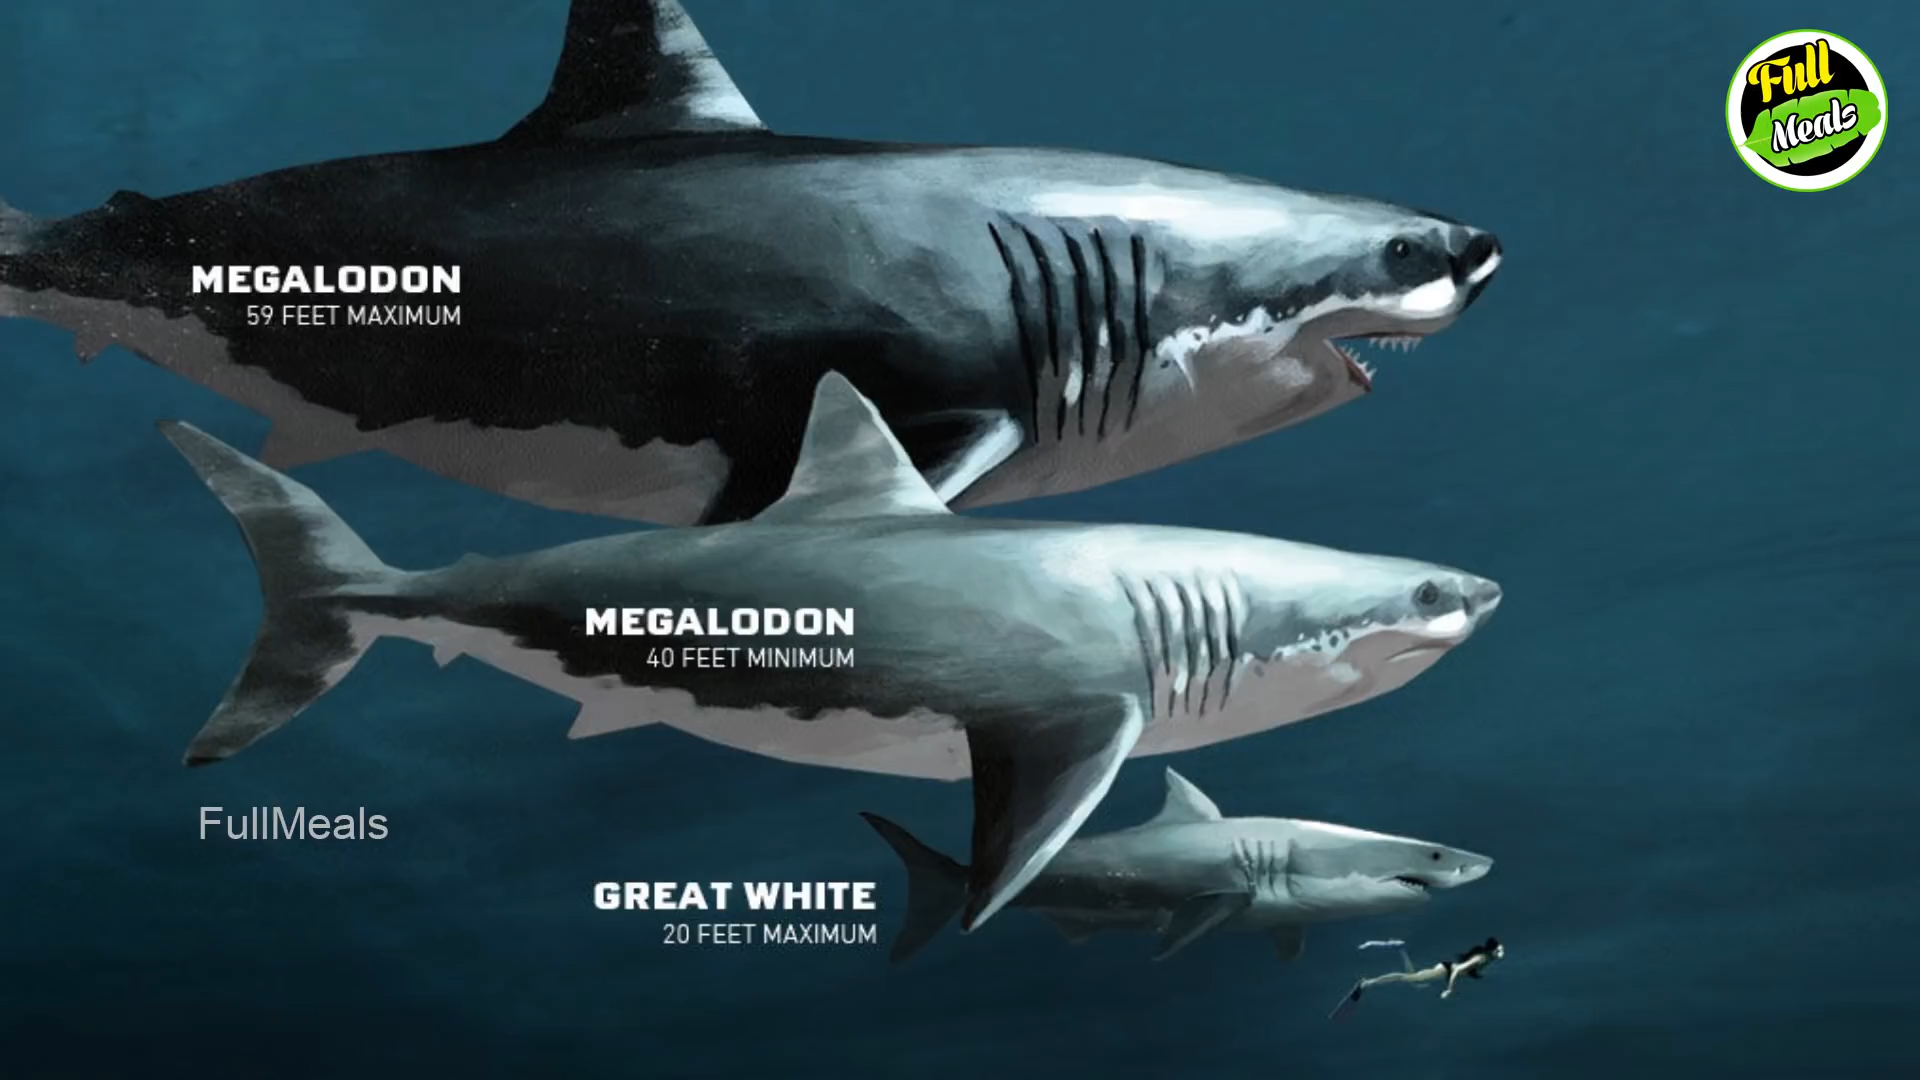 Full
Meals
MEGALODON
59 FEET MAXIMUM
MEGALODON
40 FEET MINIMUM
FullMeals
GREAT WHITE
20 FEET MAXIMUM